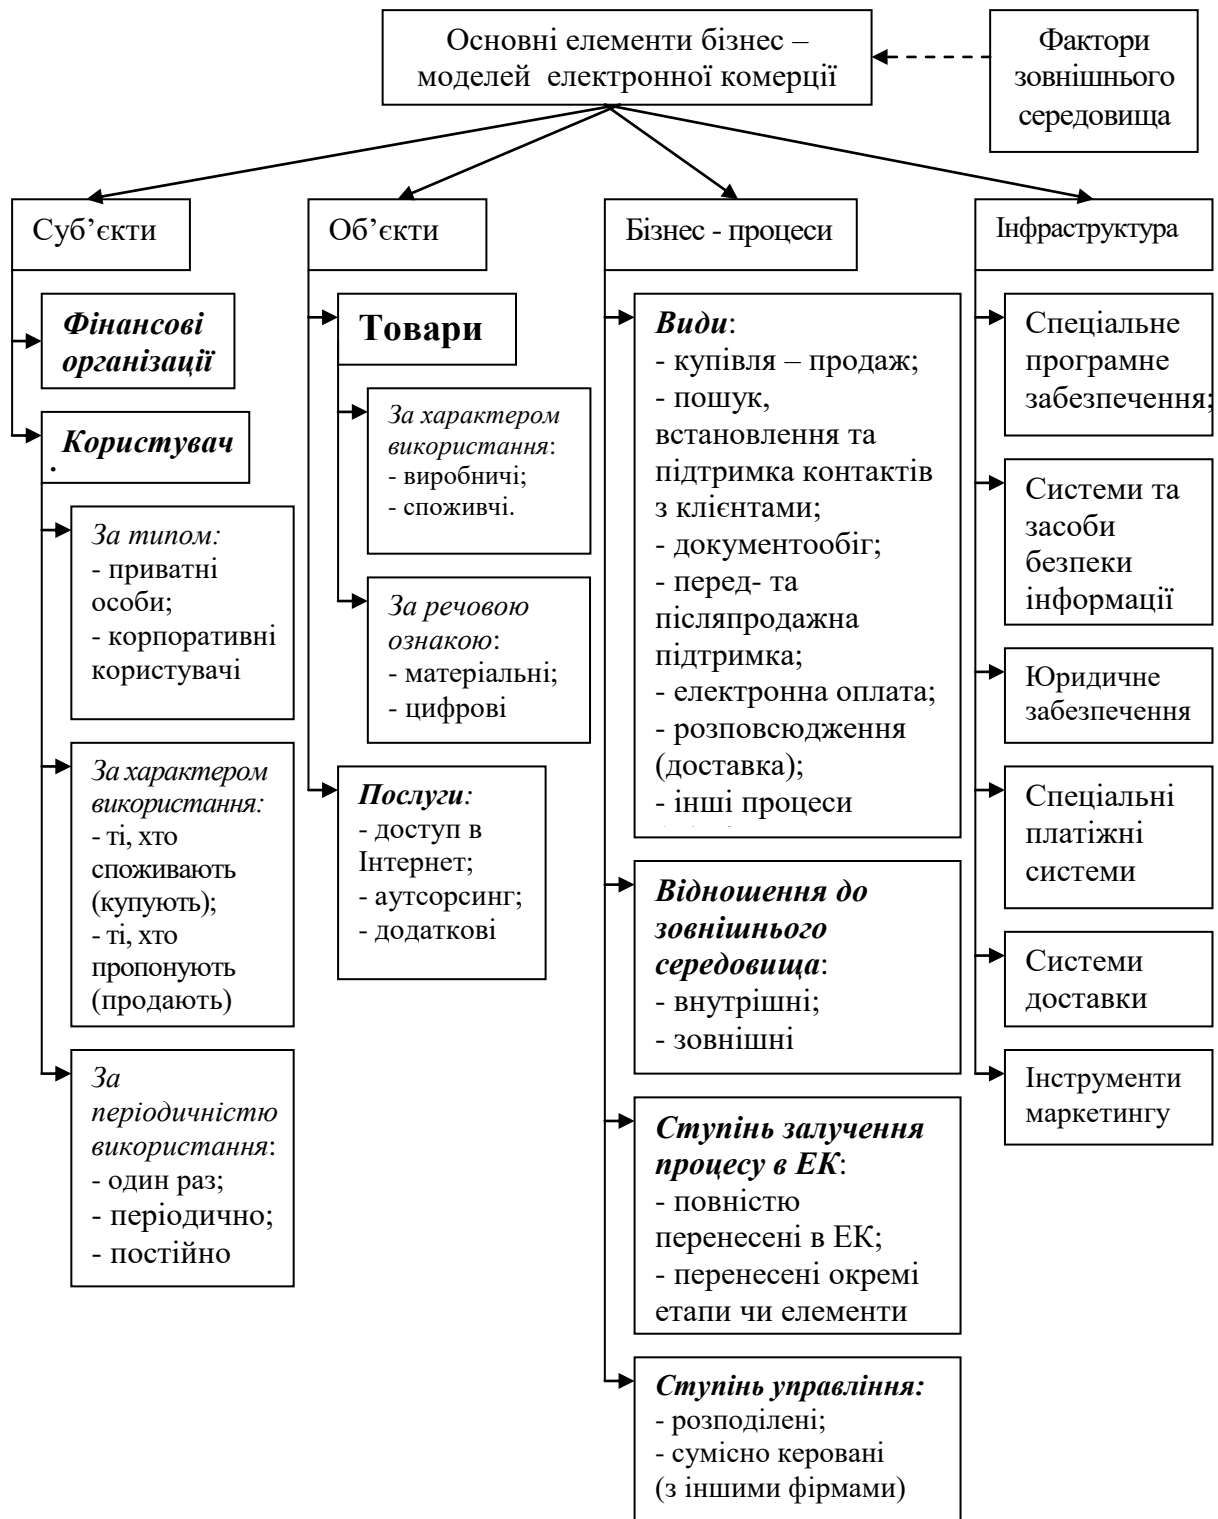 Основні елементи бізнес –
моделей електронної комерції
Фактори
зовнішнього
середовища
Суб’єкти
Фінансові
організації
Користувач
За типом:
- приватні
особи;
- корпоративні
користувачі
За характером
використання:
- ті, хто
споживають
(купують);
- ті, хто
пропонують
(продають)
За
періодичністю
використання:
- один раз;
- періодично;
- постійно
Об’єкти
Товари
За характером
використання:
- виробничі;
- споживчі.
За речовою
ознакою:
- матеріальні;
- цифрові
Послуги:
- доступ в
Інтернет;
- аутсорсинг;
- додаткові
Бізнес - процеси
Види:
- купівля – продаж;
- пошук,
встановлення та
підтримка контактів
з клієнтами;
- документообіг;
- перед- та
післяпродажна
підтримка;
- електронна оплата;
- розповсюдження
(доставка);
- інші процеси
Відношення до
зовнішнього
середовища:
- внутрішні;
- зовнішні
Ступінь залучення
процесу в ЕК:
- повністю
перенесені в ЕК;
- перенесені окремі
етапи чи елементи
Ступінь управління:
- розподілені;
- сумісно керовані
(з іншими фірмами)
Інфраструктура
Спеціальне
програмне
забезпечення;
Системи та
засоби
безпеки
інформації
Юридичне
забезпечення
Спеціальні
платіжні
системи
Системи
доставки
Інструменти
маркетингу